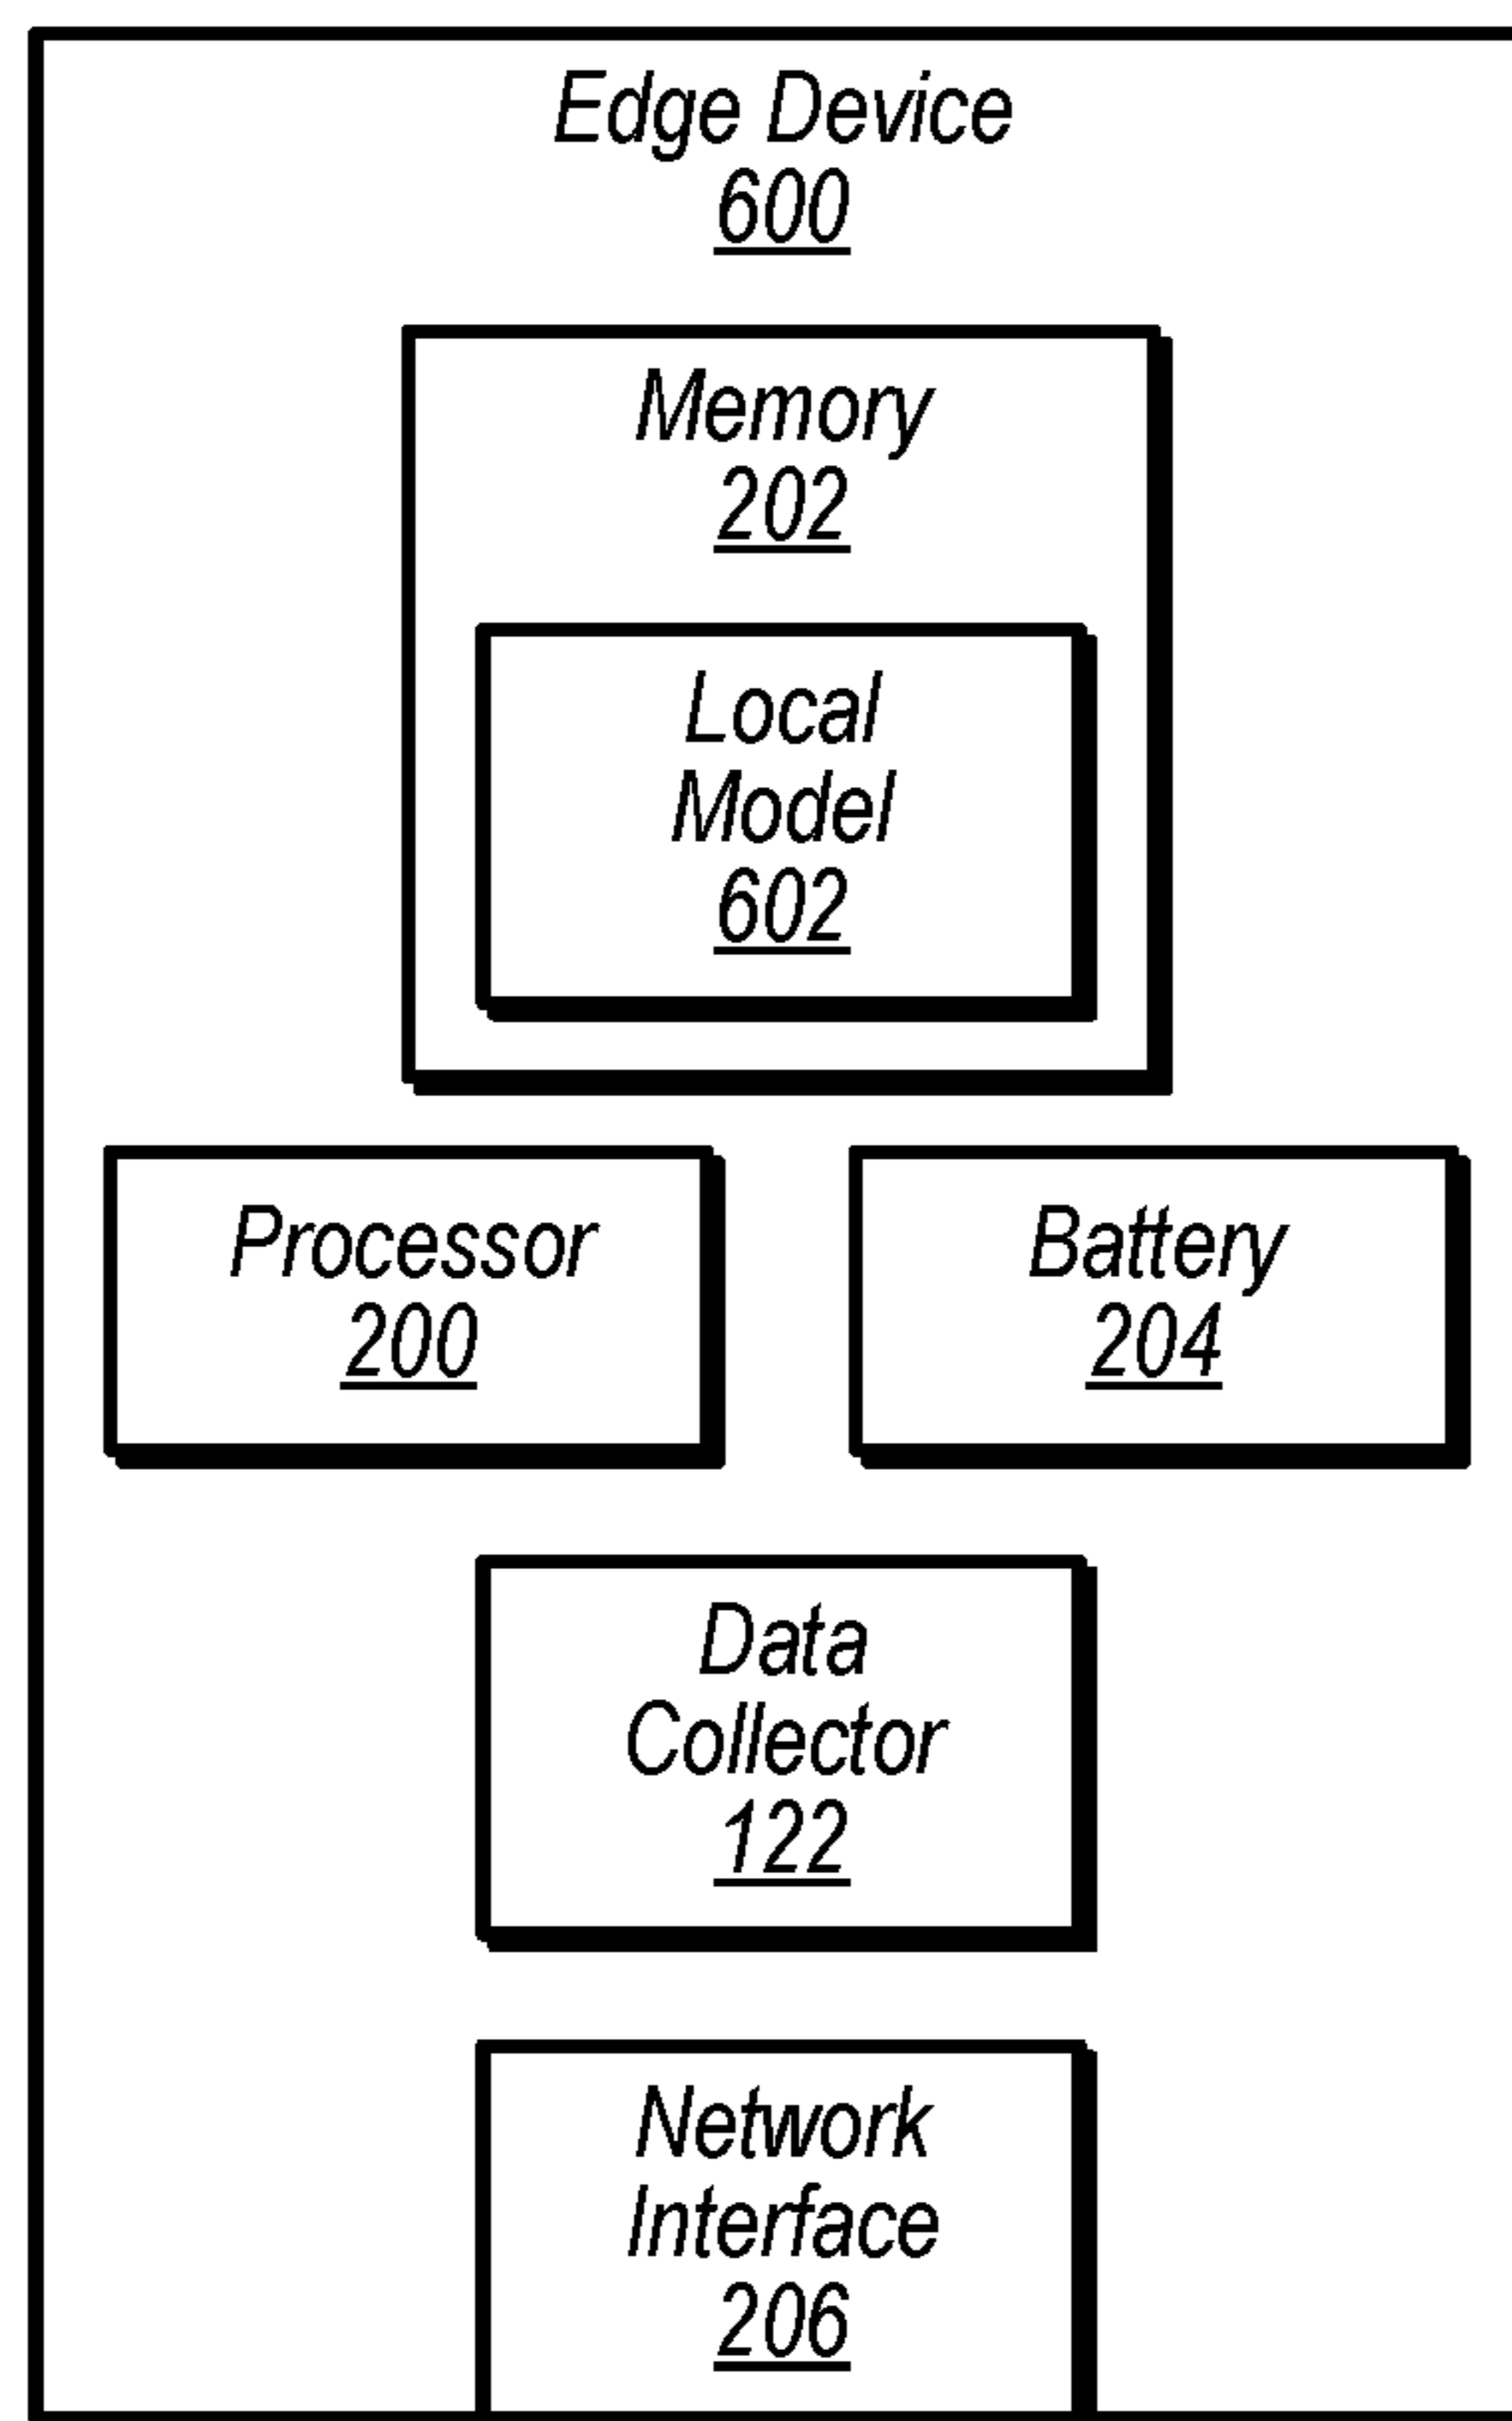 Edge Device
600
Memory
202
Local
Model
602
Processor
200
Battery
204
Data
Collector
122
Network
Interface
206